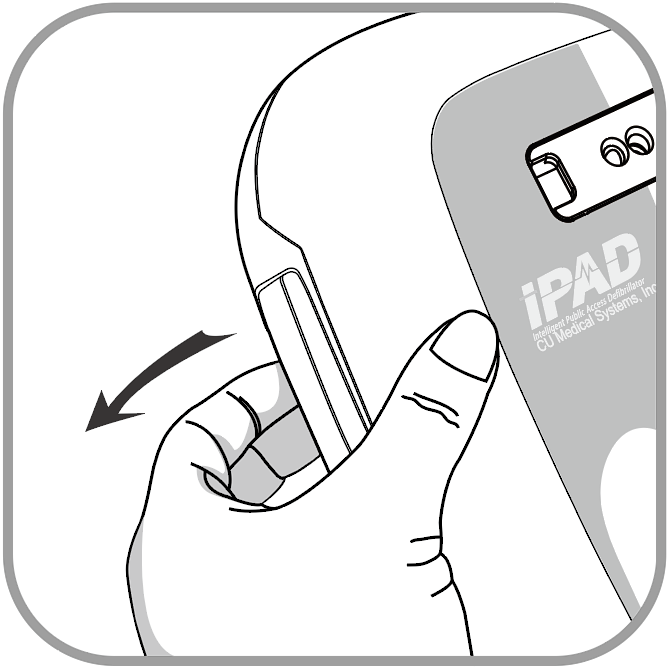 iPAD
Intelligent Public Access Defibrillator
CU Medical Systems, Inc